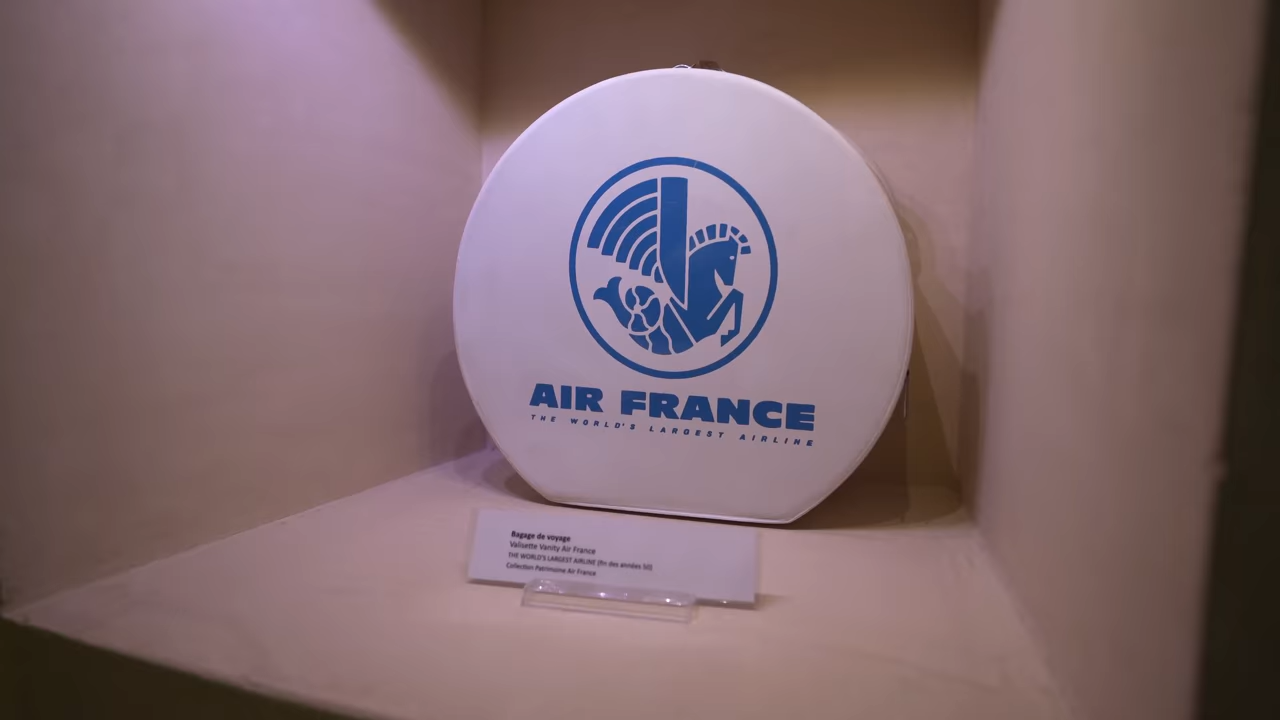 AIR FRANCE
THE WORLD'S LARGEST AIRLINE
Bagage de voyage
Valisette Vanity Air France
THE WORLD'S LARGEST AIRLINE (fin des années 50)
Collection Patrimoine Air France